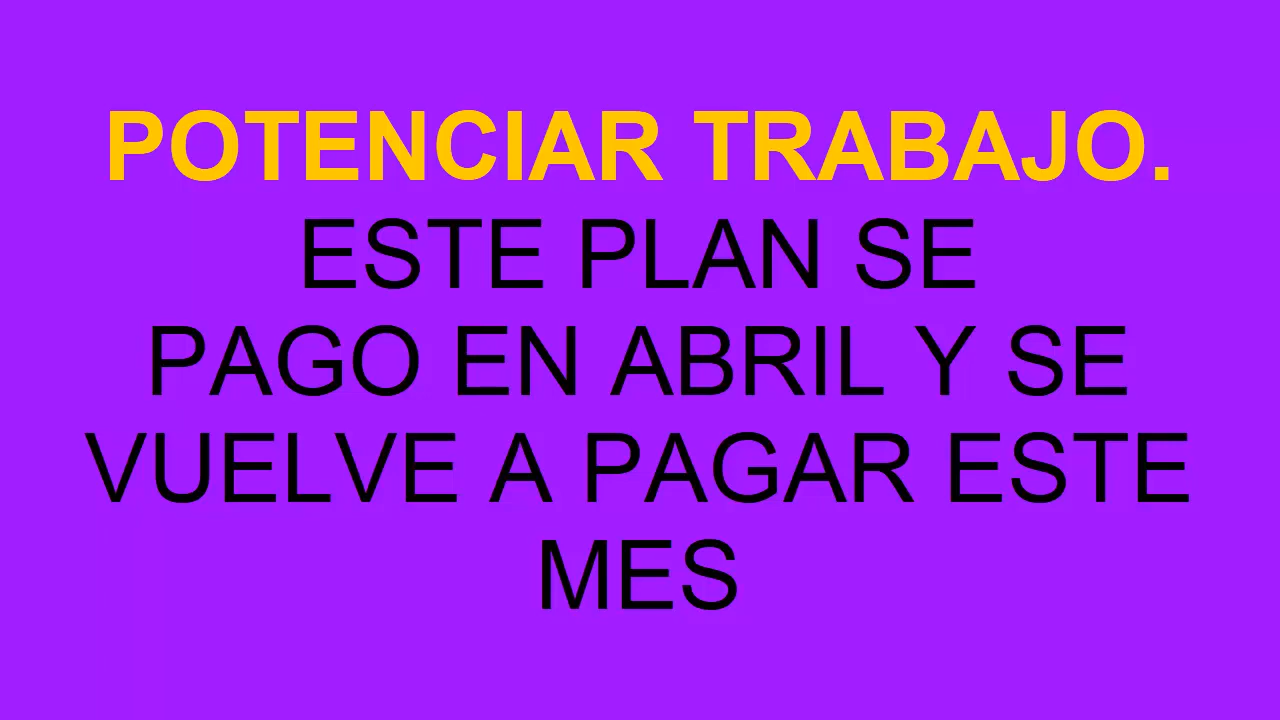 POTENCIAR TRABAJO.
ESTE PLAN SE
PAGO EN ABRIL Y SE
VUELVE A PAGAR ESTE
MES